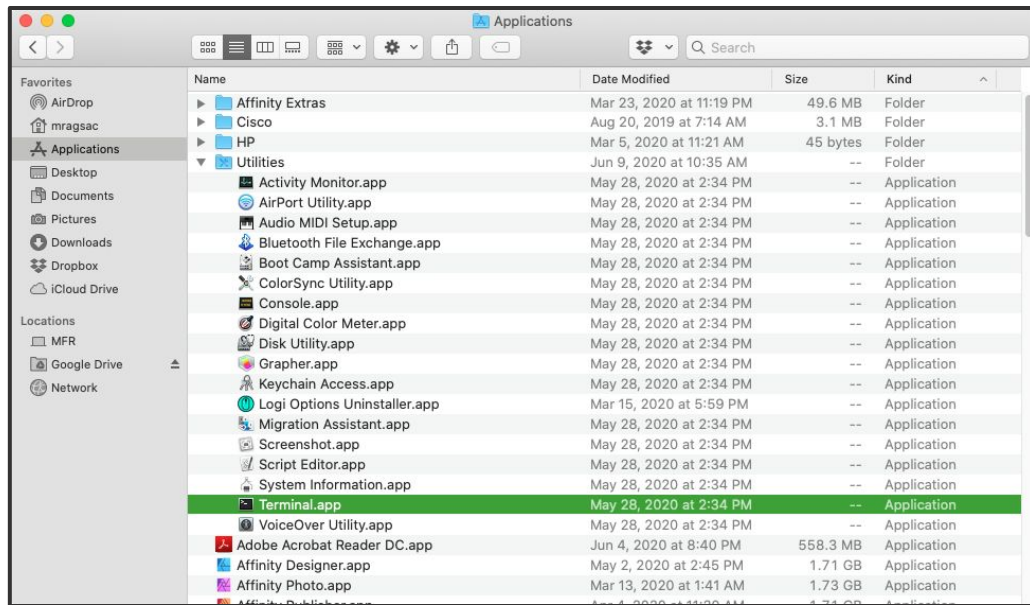 Applications
Search
Favorites
AirDrop
mragsac
Applications
Desktop
Documents
Pictures
Downloads
Dropbox
iCloud Drive
Locations
MFR
Google Drive
Network
Name Date Modified Size Kind
Affinity Extras Mar 23, 2020 at 11:19 PM 49.6 MB Folder
Cisco Aug 20, 2019 at 7:14 AM 3.1 MB Folder
HP Mar 5, 2020 at 11:21 AM 45 bytes Folder
Utilities Jun 9, 2020 at 10:35 AM -- Folder
Activity Monitor.app May 28, 2020 at 2:34 PM -- Application
AirPort Utility.app May 28, 2020 at 2:34 PM -- Application
Audio MIDI Setup.app May 28, 2020 at 2:34 PM -- Application
Bluetooth File Exchange.app May 28, 2020 at 2:34 PM -- Application
Boot Camp Assistant.app May 28, 2020 at 2:34 PM -- Application
ColorSync Utility.app May 28, 2020 at 2:34 PM -- Application
Console.app May 28, 2020 at 2:34 PM -- Application
Digital Color Meter.app May 28, 2020 at 2:34 PM -- Application
Disk Utility.app May 28, 2020 at 2:34 PM -- Application
Grapher.app May 28, 2020 at 2:34 PM -- Application
Keychain Access.app May 28, 2020 at 2:34 PM -- Application
Logi Options Uninstaller.app Mar 15, 2020 at 5:59 PM -- Application
Migration Assistant.app May 28, 2020 at 2:34 PM -- Application
Screenshot.app May 28, 2020 at 2:34 PM -- Application
Script Editor.app May 28, 2020 at 2:34 PM -- Application
System Information.app May 28, 2020 at 2:34 PM -- Application
Terminal.app May 28, 2020 at 2:34 PM -- Application
VoiceOver Utility.app May 28, 2020 at 2:34 PM -- Application
Adobe Acrobat Reader DC.app Jun 4, 2020 at 8:40 PM 558.3 MB Application
Affinity Designer.app May 2, 2020 at 2:45 PM 1.71 GB Application
Affinity Photo.app Mar 13, 2020 at 1:41 AM 1.73 GB Application